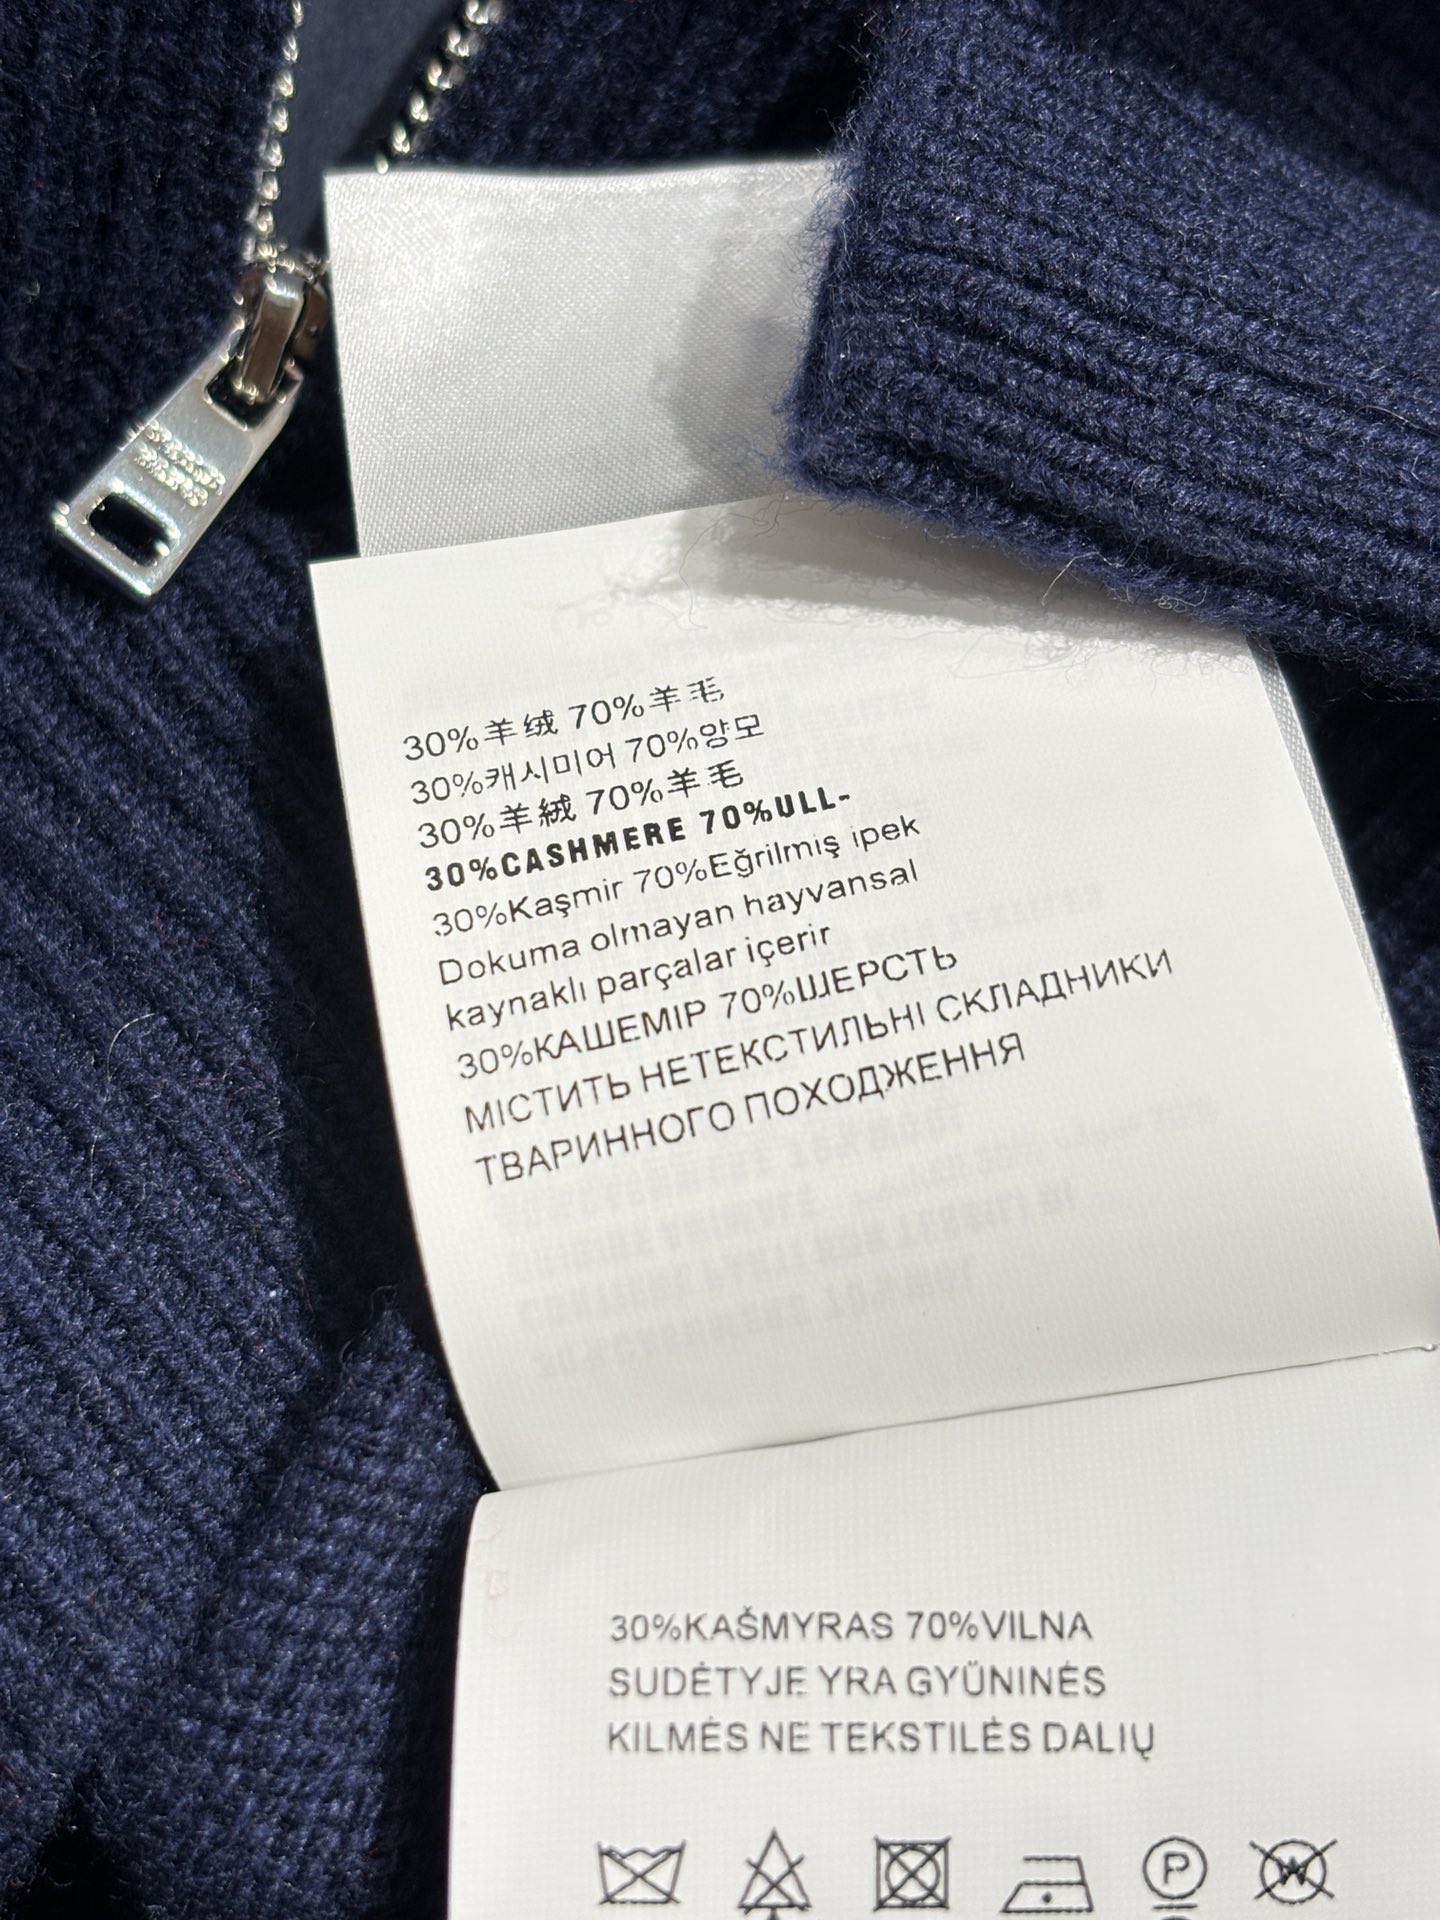 30%羊绒 70%羊毛
30%캐시미어 70%양모
30%羊絨 70%羊毛
30%CASHMERE 70%ULL-
30%Kaşmir 70%Eğrilmiş ipek
Dokuma olmayan hayvansal
kaynaklı parçalar içerir
30%КАШЕМІР 70%ШЕРСТЬ
МІСТИТЬ НЕТЕКСТИЛЬНІ СКЛАДНИКИ
ТВАРИННОГО ПОХОДЖЕННЯ
30%KAŠMYRAS 70%VILNA
SUDĖTYJE YRA GYŪNINĖS
KILMĖS NE TEKSTILĖS DALIŲ
P
W